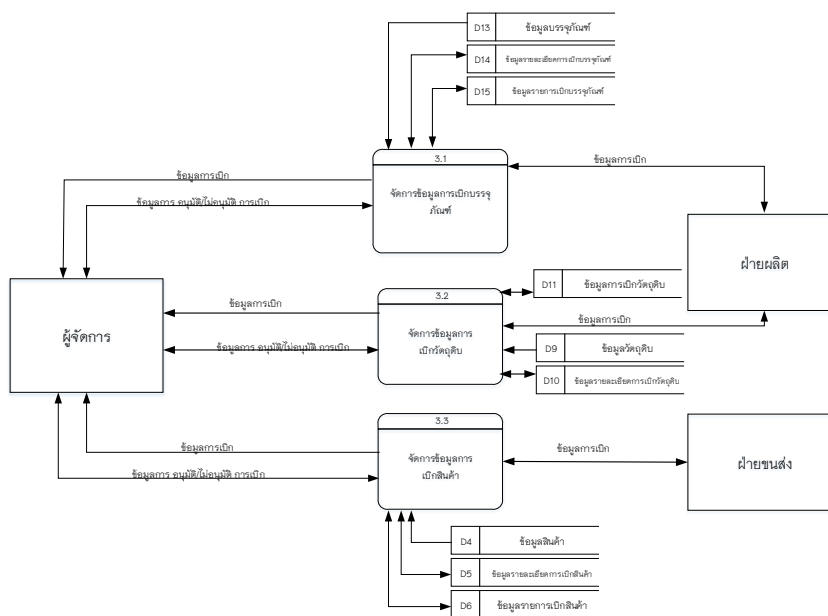 D13 ข้อมูลบรรจุภัณฑ์
D14 ข้อมูลรายละเอียดการเบิกบรรจุภัณฑ์
D15 ข้อมูลรายการเบิกบรรจุภัณฑ์
3.1
จัดการข้อมูลการเบิกบรรจุ
ภัณฑ์
ข้อมูลการเบิก
ข้อมูลการเบิก
ข้อมูลการ อนุมัติ/ไม่อนุมัติ การเบิก
ฝ่ายผลิต
D11 ข้อมูลการเบิกวัตถุดิบ
3.2
จัดการข้อมูลการ
เบิกวัตถุดิบ
ข้อมูลการเบิก
ข้อมูลการเบิก
ผู้จัดการ
ข้อมูลการ อนุมัติ/ไม่อนุมัติ การเบิก
D9 ข้อมูลวัตถุดิบ
D10 ข้อมูลรายละเอียดการเบิกวัตถุดิบ
3.3
จัดการข้อมูลการ
เบิกสินค้า
ข้อมูลการเบิก
ข้อมูลการเบิก
ฝ่ายขนส่ง
ข้อมูลการ อนุมัติ/ไม่อนุมัติ การเบิก
D4 ข้อมูลสินค้า
D5 ข้อมูลรายละเอียดการเบิกสินค้า
D6 ข้อมูลรายการเบิกสินค้า